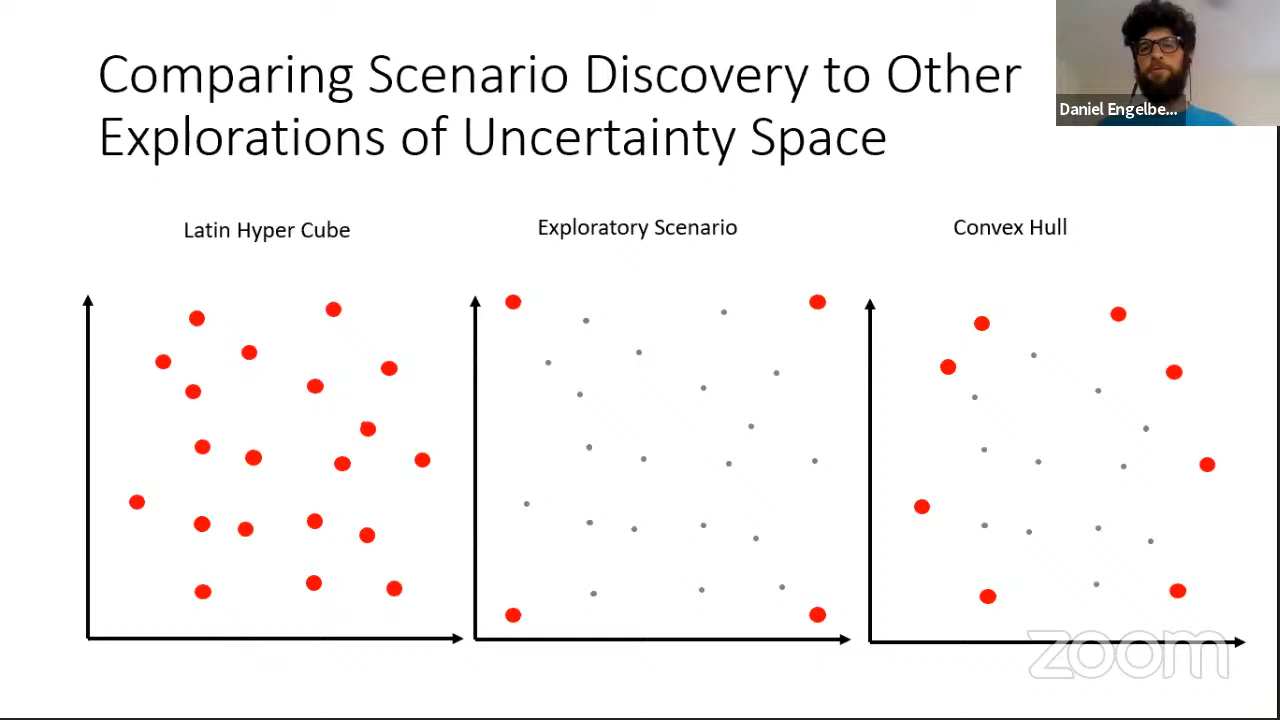 Comparing Scenario Discovery to Other
Explorations of Uncertainty Space
Daniel Engelbe...
Latin Hyper Cube
Exploratory Scenario
Convex Hull
zoom